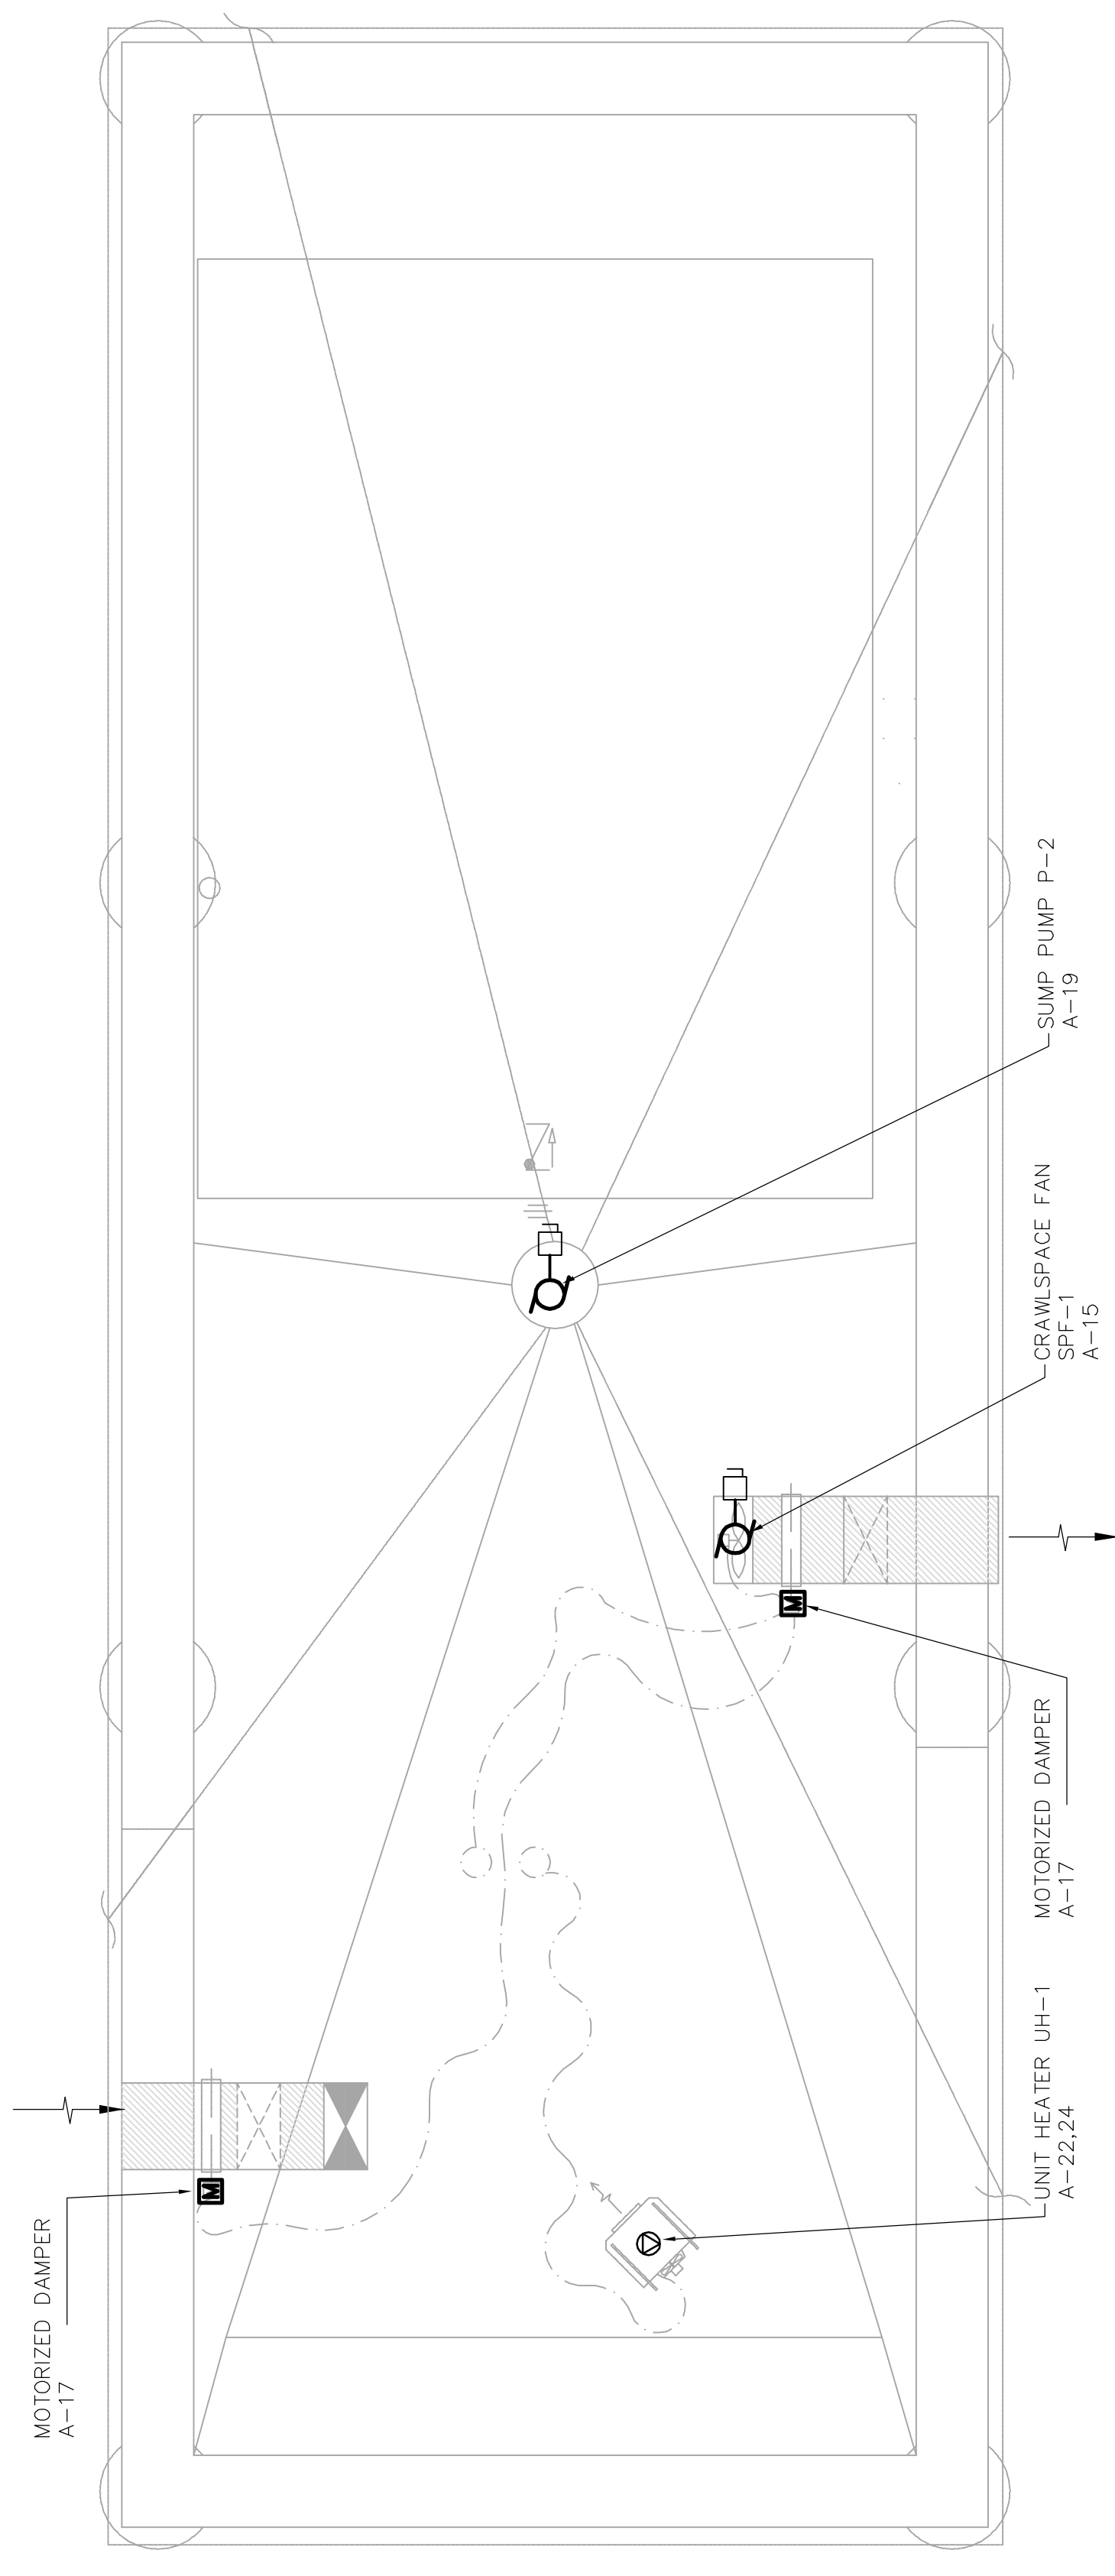 MOTORIZED DAMPER
A-17
UNIT HEATER UH-1
A-22,24
MOTORIZED DAMPER
A-17
CRAWLSPACE FAN
SPF-1
A-15
SUMP PUMP P-2
A-19
M
M